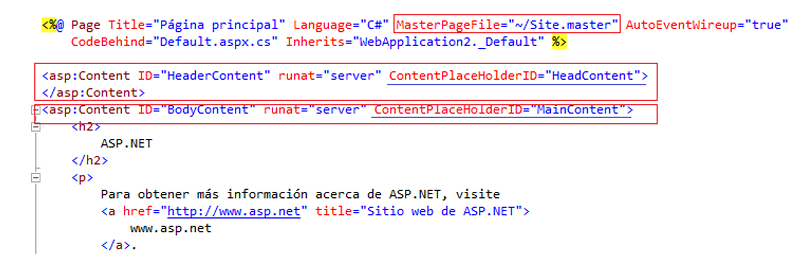 <%@ Page Title="Página principal" Language="C#" MasterPageFile="~/Site.master" AutoEventWireup="true"
CodeBehind="Default.aspx.cs" Inherits="WebApplication2._Default" %>
<asp:Content ID="HeaderContent" runat="server" ContentPlaceHolderID="HeadContent">
</asp:Content>
<asp:Content ID="BodyContent" runat="server" ContentPlaceHolderID="MainContent">
<h2>
ASP.NET
</h2>
<p>
Para obtener más información acerca de ASP.NET, visite
<a href="http://www.asp.net" title="Sitio web de ASP.NET">
www.asp.net
</a>.